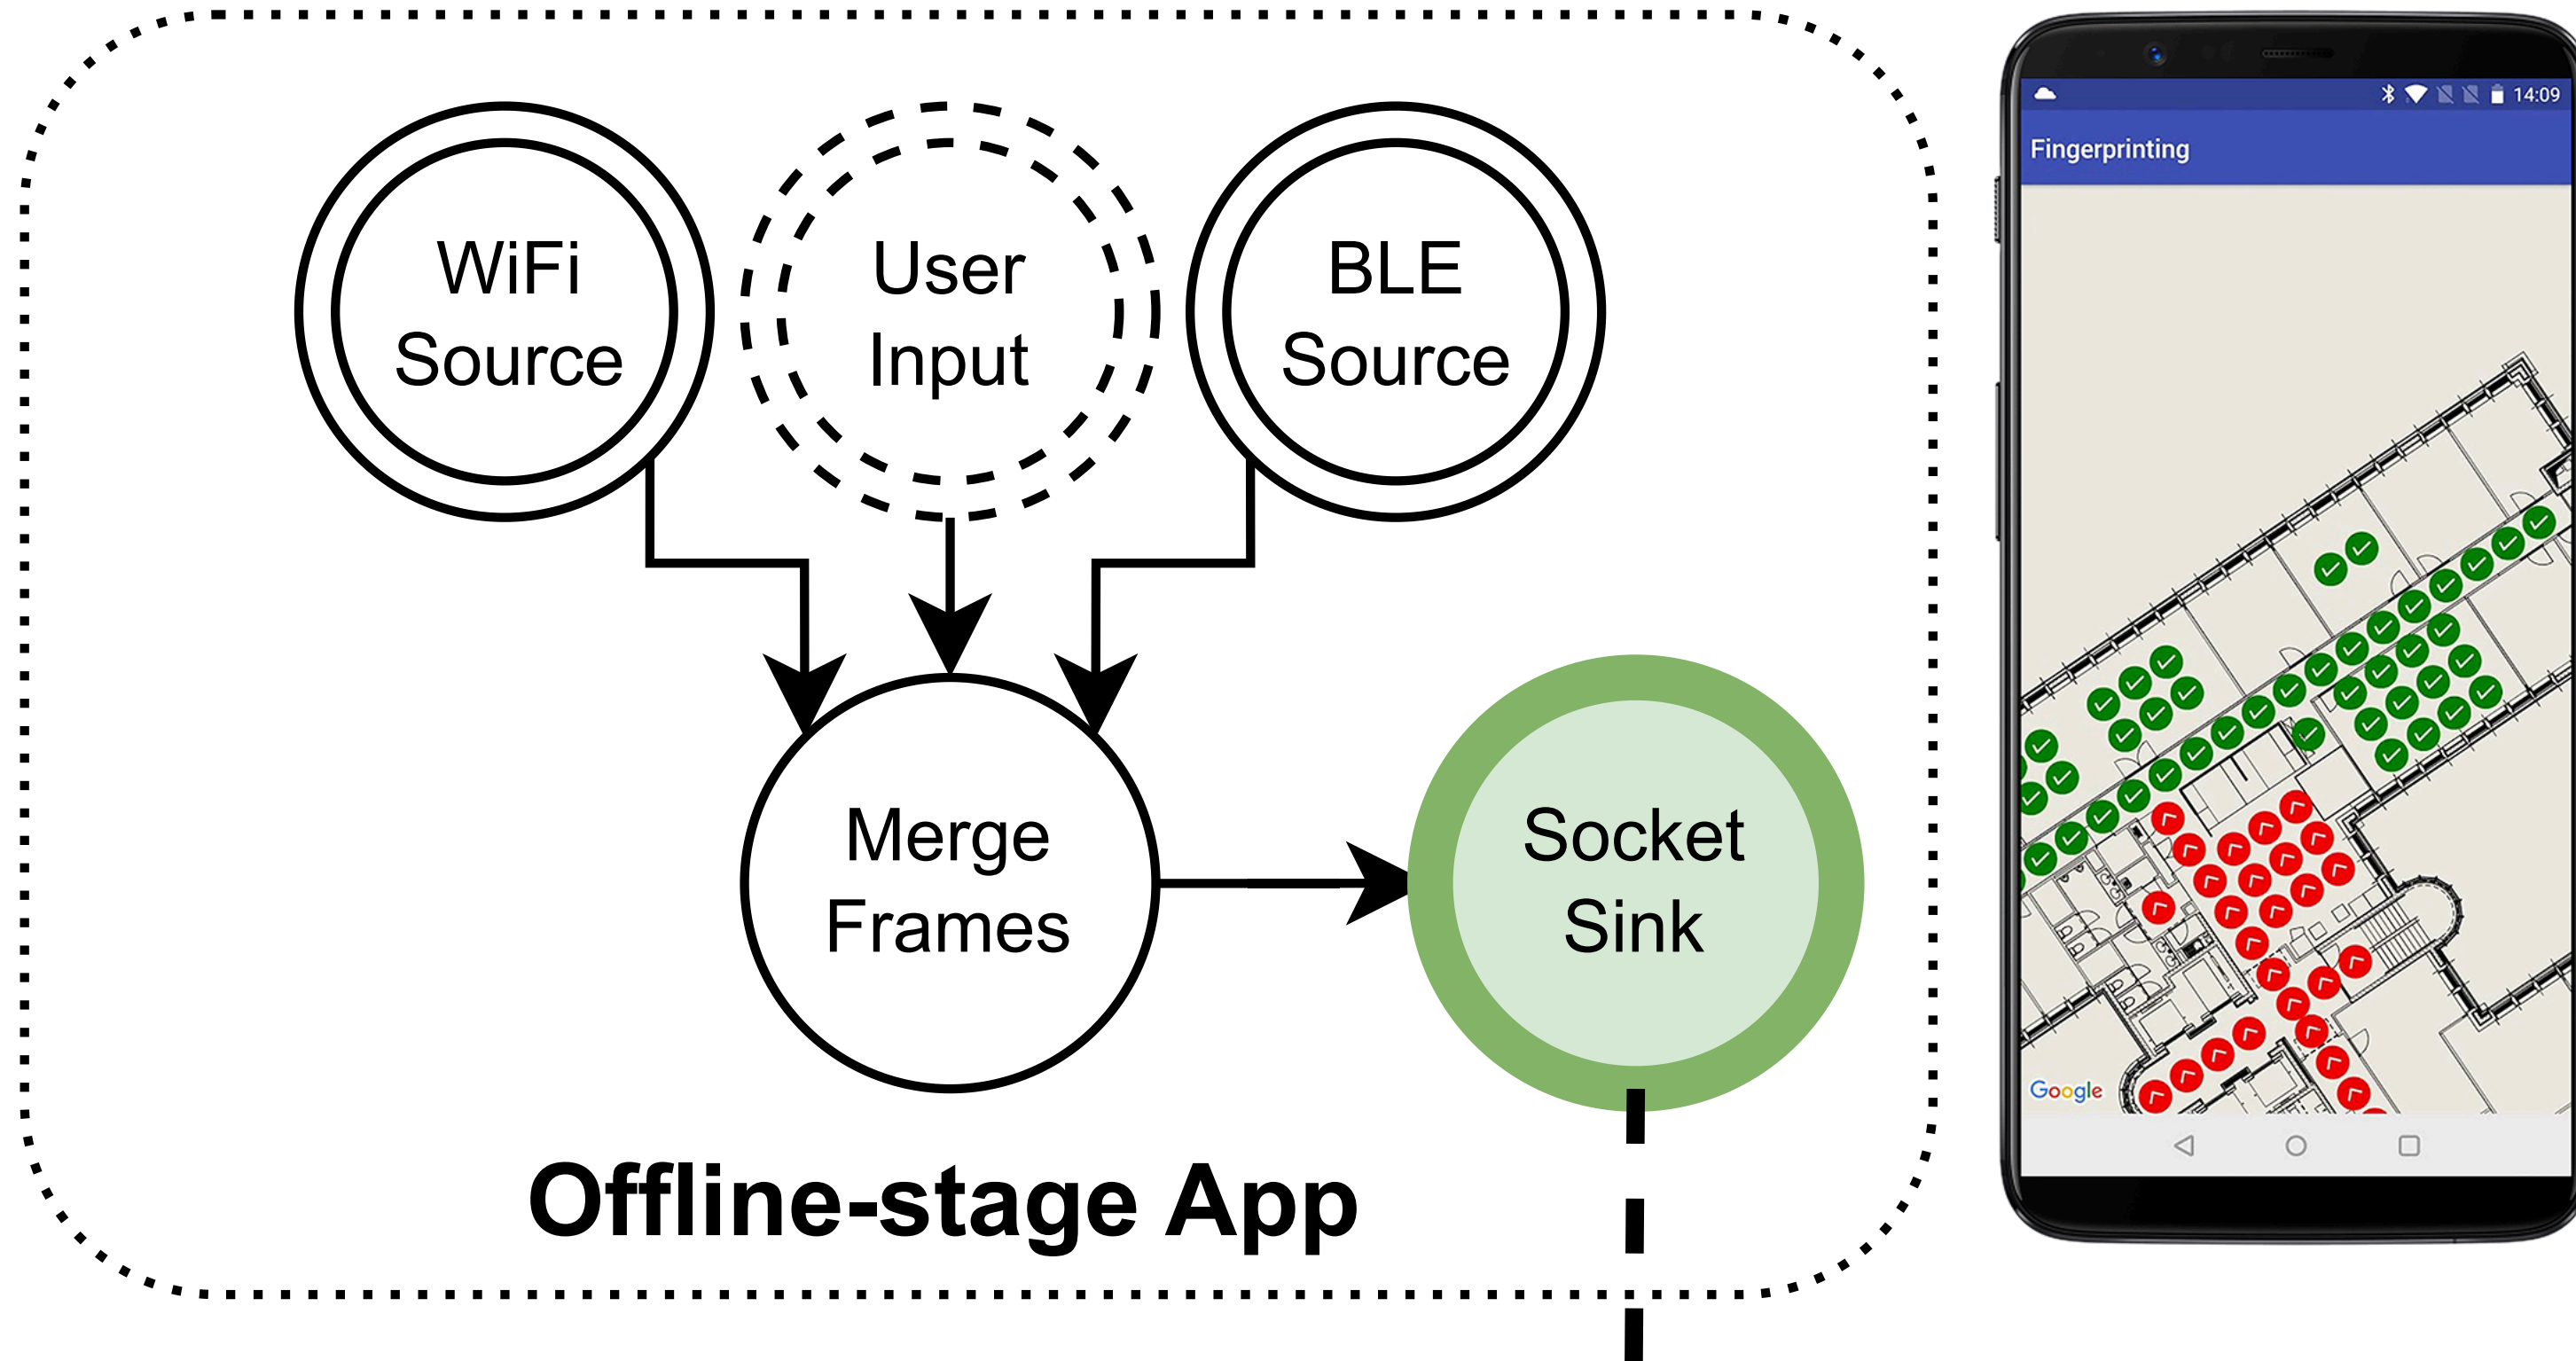 WiFi
Source
User
Input
BLE
Source
Merge
Frames
Socket
Sink
Offline-stage App
14:09
Fingerprinting
Google